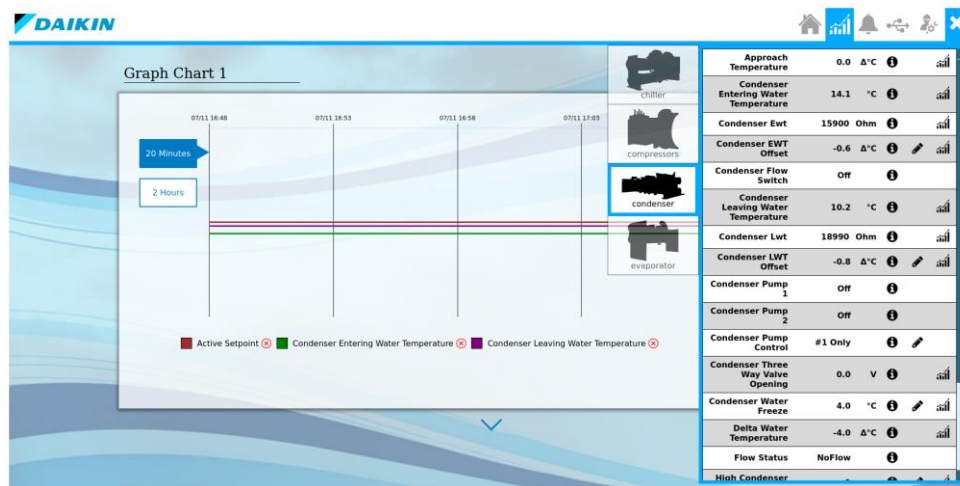 DAIKIN
Graph Chart 1
07/11 16:48
07/11 16:53
07/11 16:58
07/11 17:03
20 Minutes
2 Hours
Active Setpoint
Condenser Entering Water Temperature
Condenser Leaving Water Temperature
chiller
compressors
condenser
evaporator
Approach
Temperature
0.0 Δ°C
Condenser
Entering Water
Temperature
14.1 °C
Condenser Ewt
15900 Ohm
Condenser EWT
Offset
-0.6 Δ°C
Condenser Flow
Switch
Off
Condenser
Leaving Water
Temperature
10.2 °C
Condenser Lwt
18990 Ohm
Condenser LWT
Offset
-0.8 Δ°C
Condenser Pump
1
Off
Condenser Pump
2
Off
Condenser Pump
Control
#1 Only
Condenser Three
Way Valve
Opening
0.0 V
Condenser Water
Freeze
4.0 °C
Delta Water
Temperature
-4.0 Δ°C
Flow Status
NoFlow
High Condenser